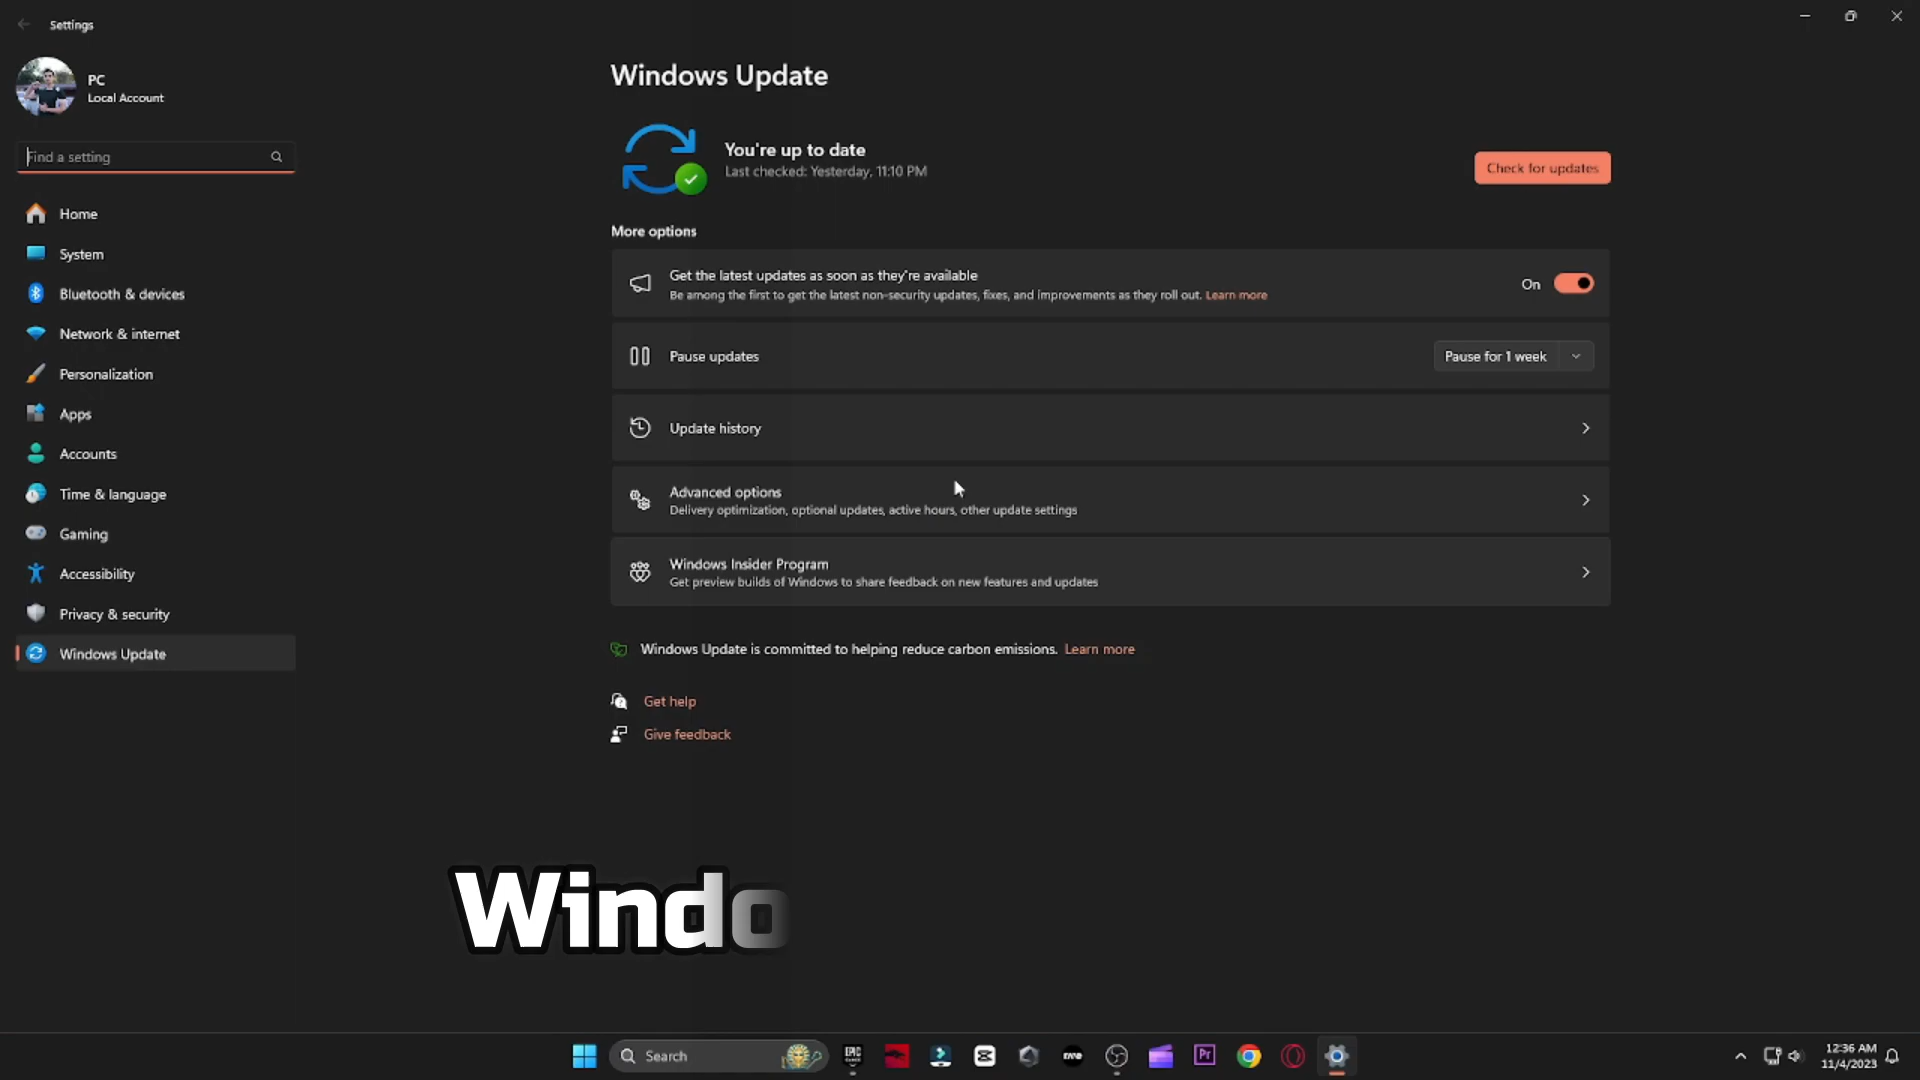 Settings
PC
Local Account
Find a setting
Home
System
Bluetooth & devices
Network & internet
Personalization
Apps
Accounts
Time & language
Gaming
Accessibility
Privacy & security
Windows Update
Windows Update
You're up to date
Last checked: Yesterday, 11:10 PM
Check for updates
More options
Get the latest updates as soon as they're available
Be among the first to get the latest non-security updates, fixes, and improvements as they roll out. Learn more
On
Pause updates
Pause for 1 week
Update history
Advanced options
Delivery optimization, optional updates, active hours, other update settings
Windows Insider Program
Get preview builds of Windows to share feedback on new features and updates
Windows Update is committed to helping reduce carbon emissions. Learn more
Get help
Give feedback
Windo
Search
EPIC
Pr
12:36 AM
11/4/2023